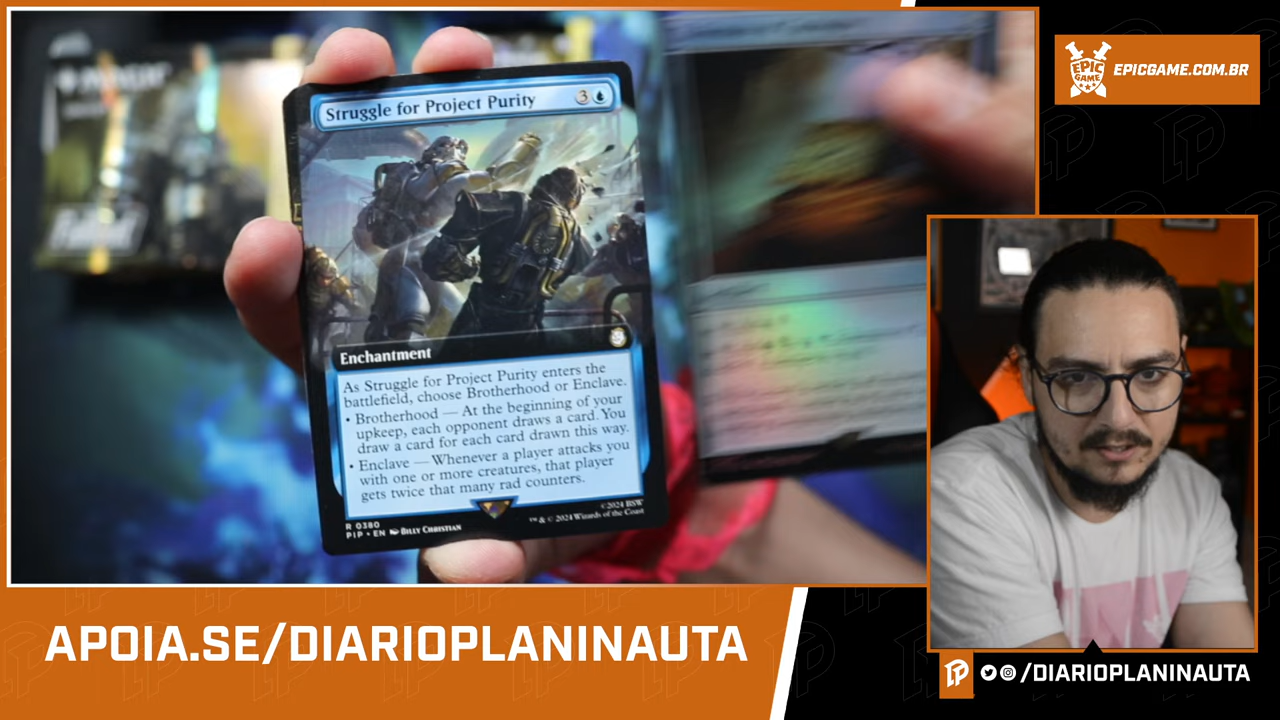 EPIC GAME
EPICGAME.COM.BR
Struggle for Project Purity 3
Enchantment
As Struggle for Project Purity enters the
battlefield, choose Brotherhood or Enclave.
• Brotherhood — At the beginning of your
upkeep, each opponent draws a card. You
draw a card for each card drawn this way.
• Enclave — Whenever a player attacks you
with one or more creatures, that player
gets twice that many rad counters.
R 0380
PIP • EN BILLY CHRISTIAN
©2024 BSW
™ & © 2024 Wizards of the Coast
APOIA.SE/DIARIOPLANINAUTA
/DIARIOPLANINAUTA